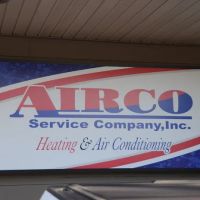 AIRCO
Service Company,Inc.
Heating & Air Conditioning